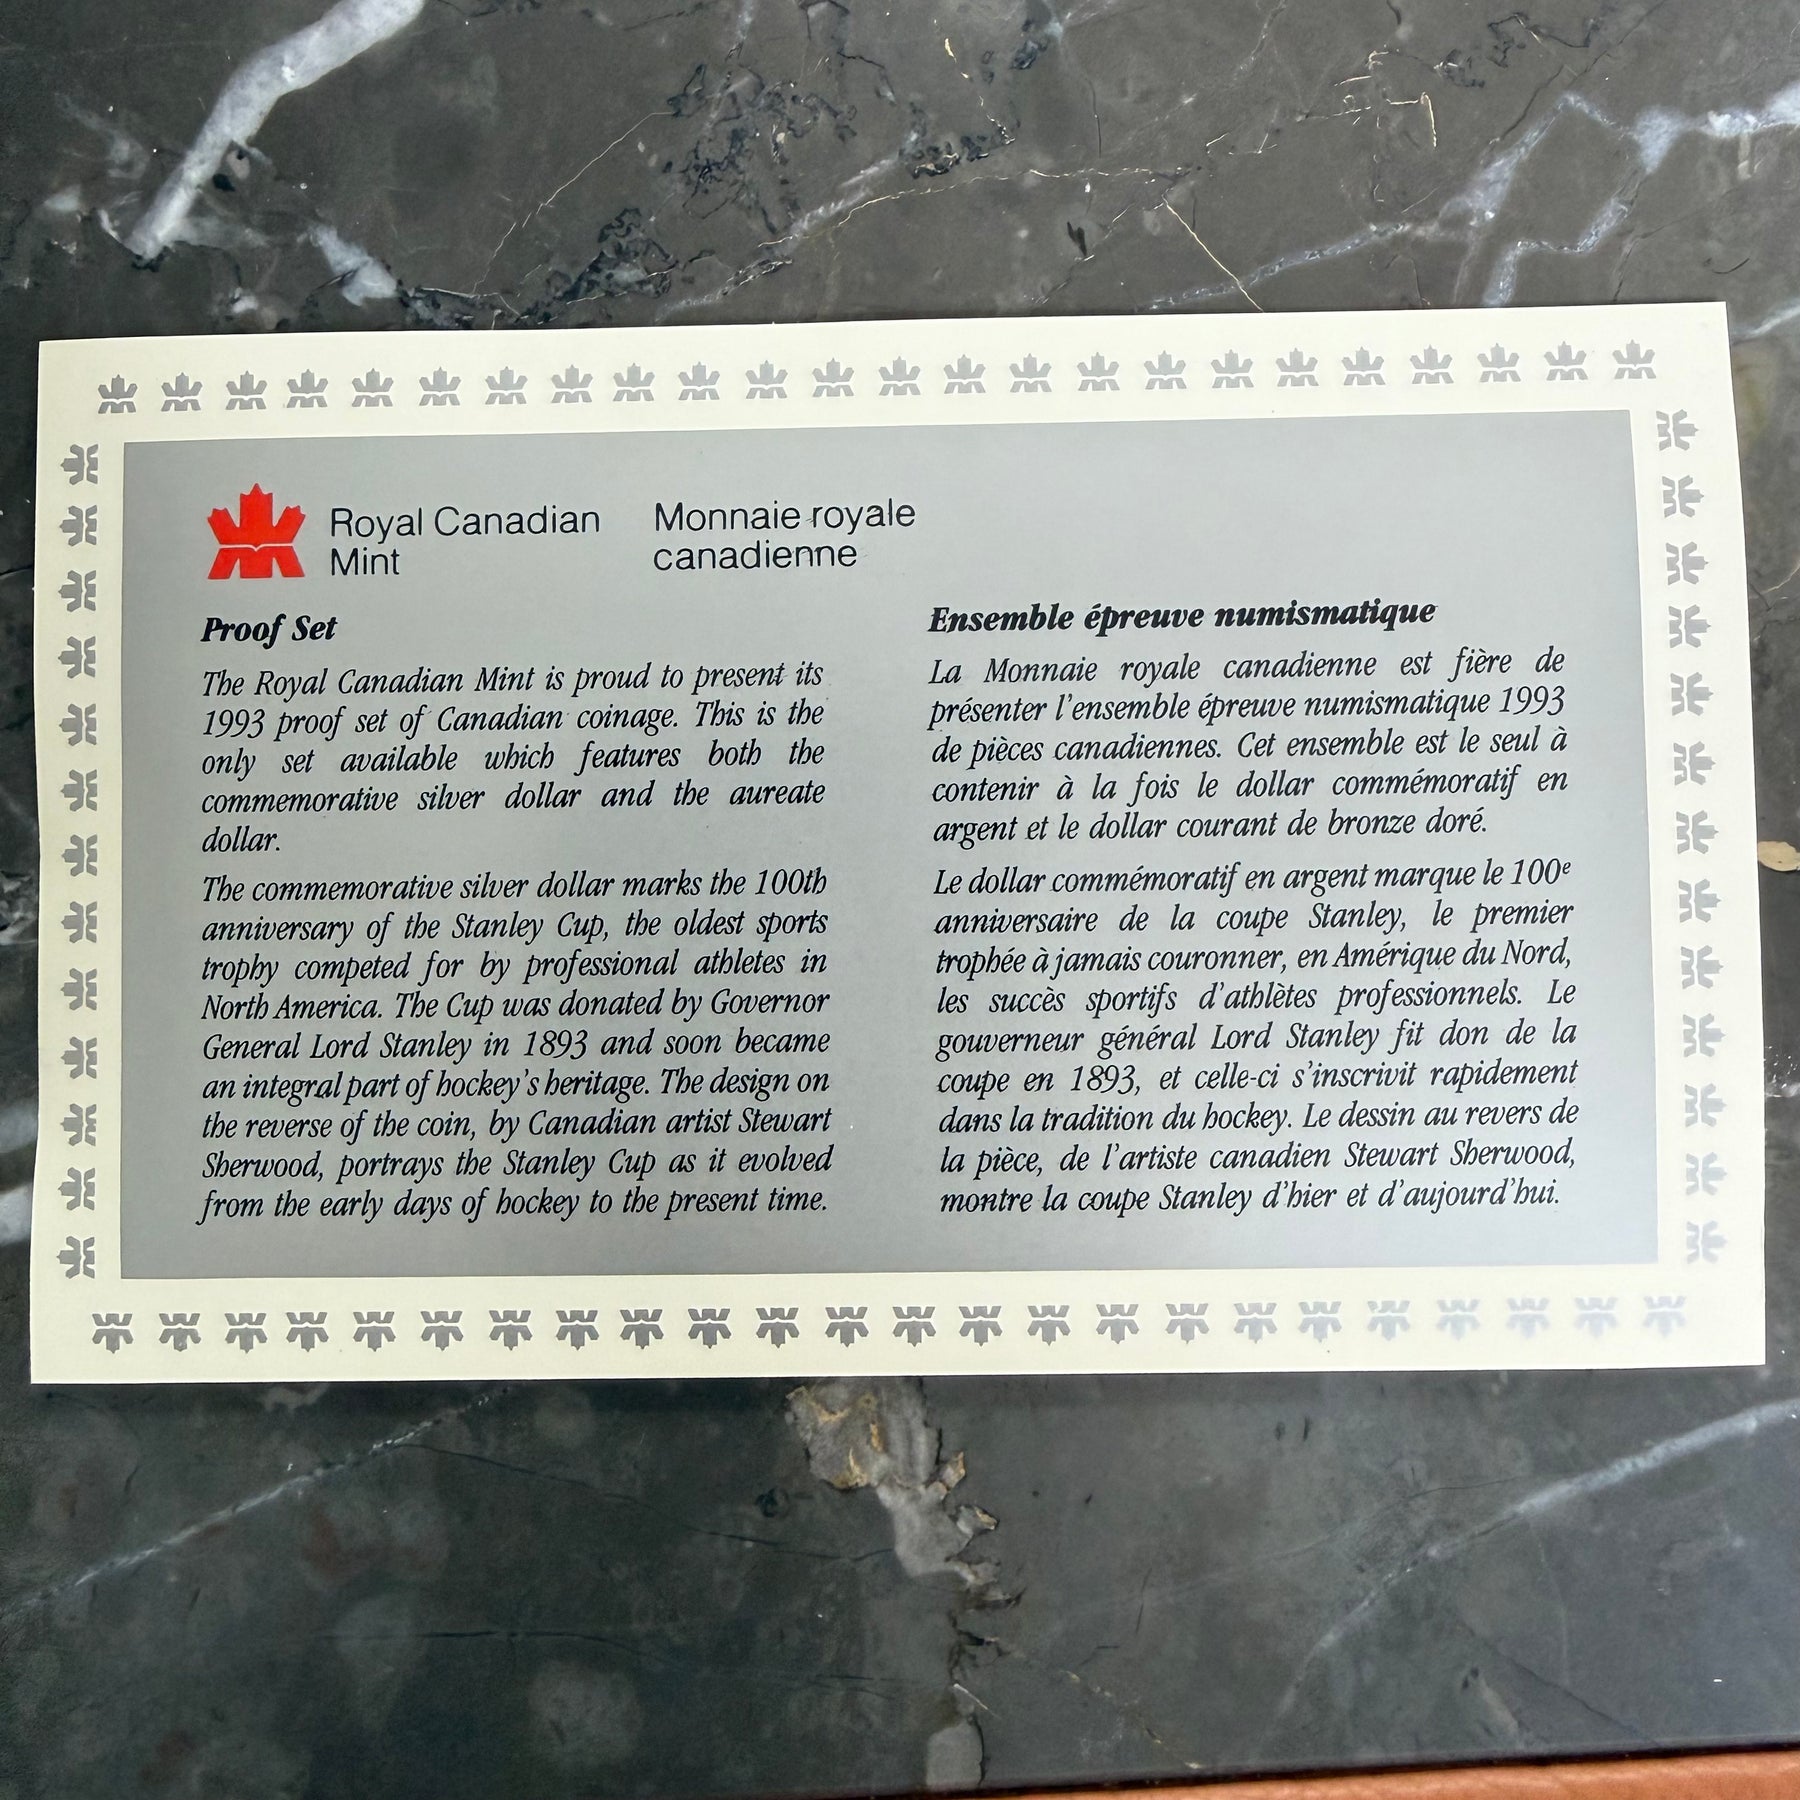 Royal Canadian
Mint
Monnaie royale
canadienne
Proof Set
The Royal Canadian Mint is proud to present its
1993 proof set of Canadian coinage. This is the
only set available which features both the
commemorative silver dollar and the aureate
dollar.
The commemorative silver dollar marks the 100th
anniversary of the Stanley Cup, the oldest sports
trophy competed for by professional athletes in
North America. The Cup was donated by Governor
General Lord Stanley in 1893 and soon became
an integral part of hockey's heritage. The design on
the reverse of the coin, by Canadian artist Stewart
Sherwood, portrays the Stanley Cup as it evolved
from the early days of hockey to the present time.
Ensemble épreuve numismatique
La Monnaie royale canadienne est fière de
présenter l'ensemble épreuve numismatique 1993
de pièces canadiennes. Cet ensemble est le seul à
contenir à la fois le dollar commémoratif en
argent et le dollar courant de bronze doré.
Le dollar commémoratif en argent marque le 100e
anniversaire de la coupe Stanley, le premier
trophée à jamais couronner, en Amérique du Nord,
les succès sportifs d'athlètes professionnels. Le
gouverneur général Lord Stanley fit don de la
coupe en 1893, et celle-ci s'inscrivit rapidement
dans la tradition du hockey. Le dessin au revers de
la pièce, de l'artiste canadien Stewart Sherwood,
montre la coupe Stanley d'hier et d'aujourd'hui.